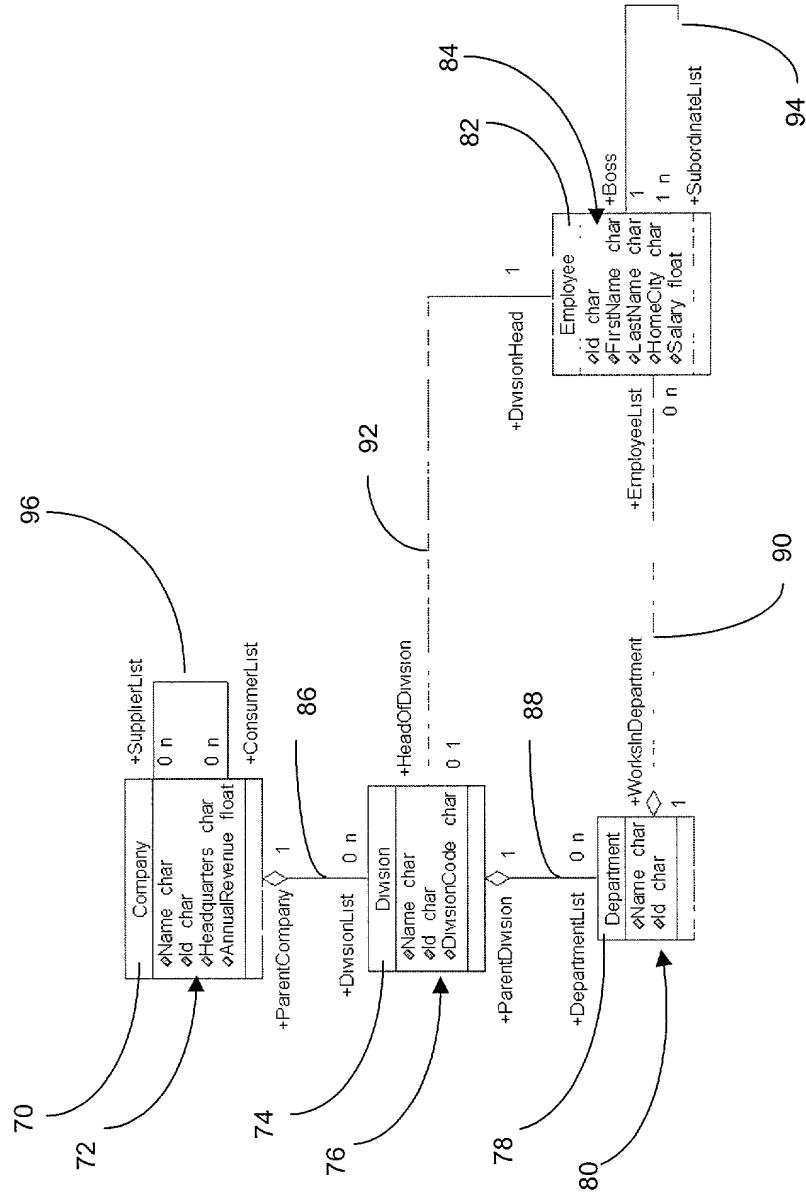 96
+SupplierList
0 n
0 n
+ConsumerList
70
Company
Name char
Id char
Headquarters char
AnnualRevenue float
72
+ParentCompany
1
86
+DivisionList
0 n
74
Division
Name char
Id char
DivisionCode char
76
+HeadOfDivision
0 1
92
+DivisionHead
1
+ParentDivision
1
88
+DepartmentList
0 n
78
Department
Name char
Id char
80
+WorksInDepartment
1
90
+EmployeeList
0 n
82
84
Employee
Id char
FirstName char
LastName char
HomeCity char
Salary float
+Boss
1
1 n
+SubordinateList
94